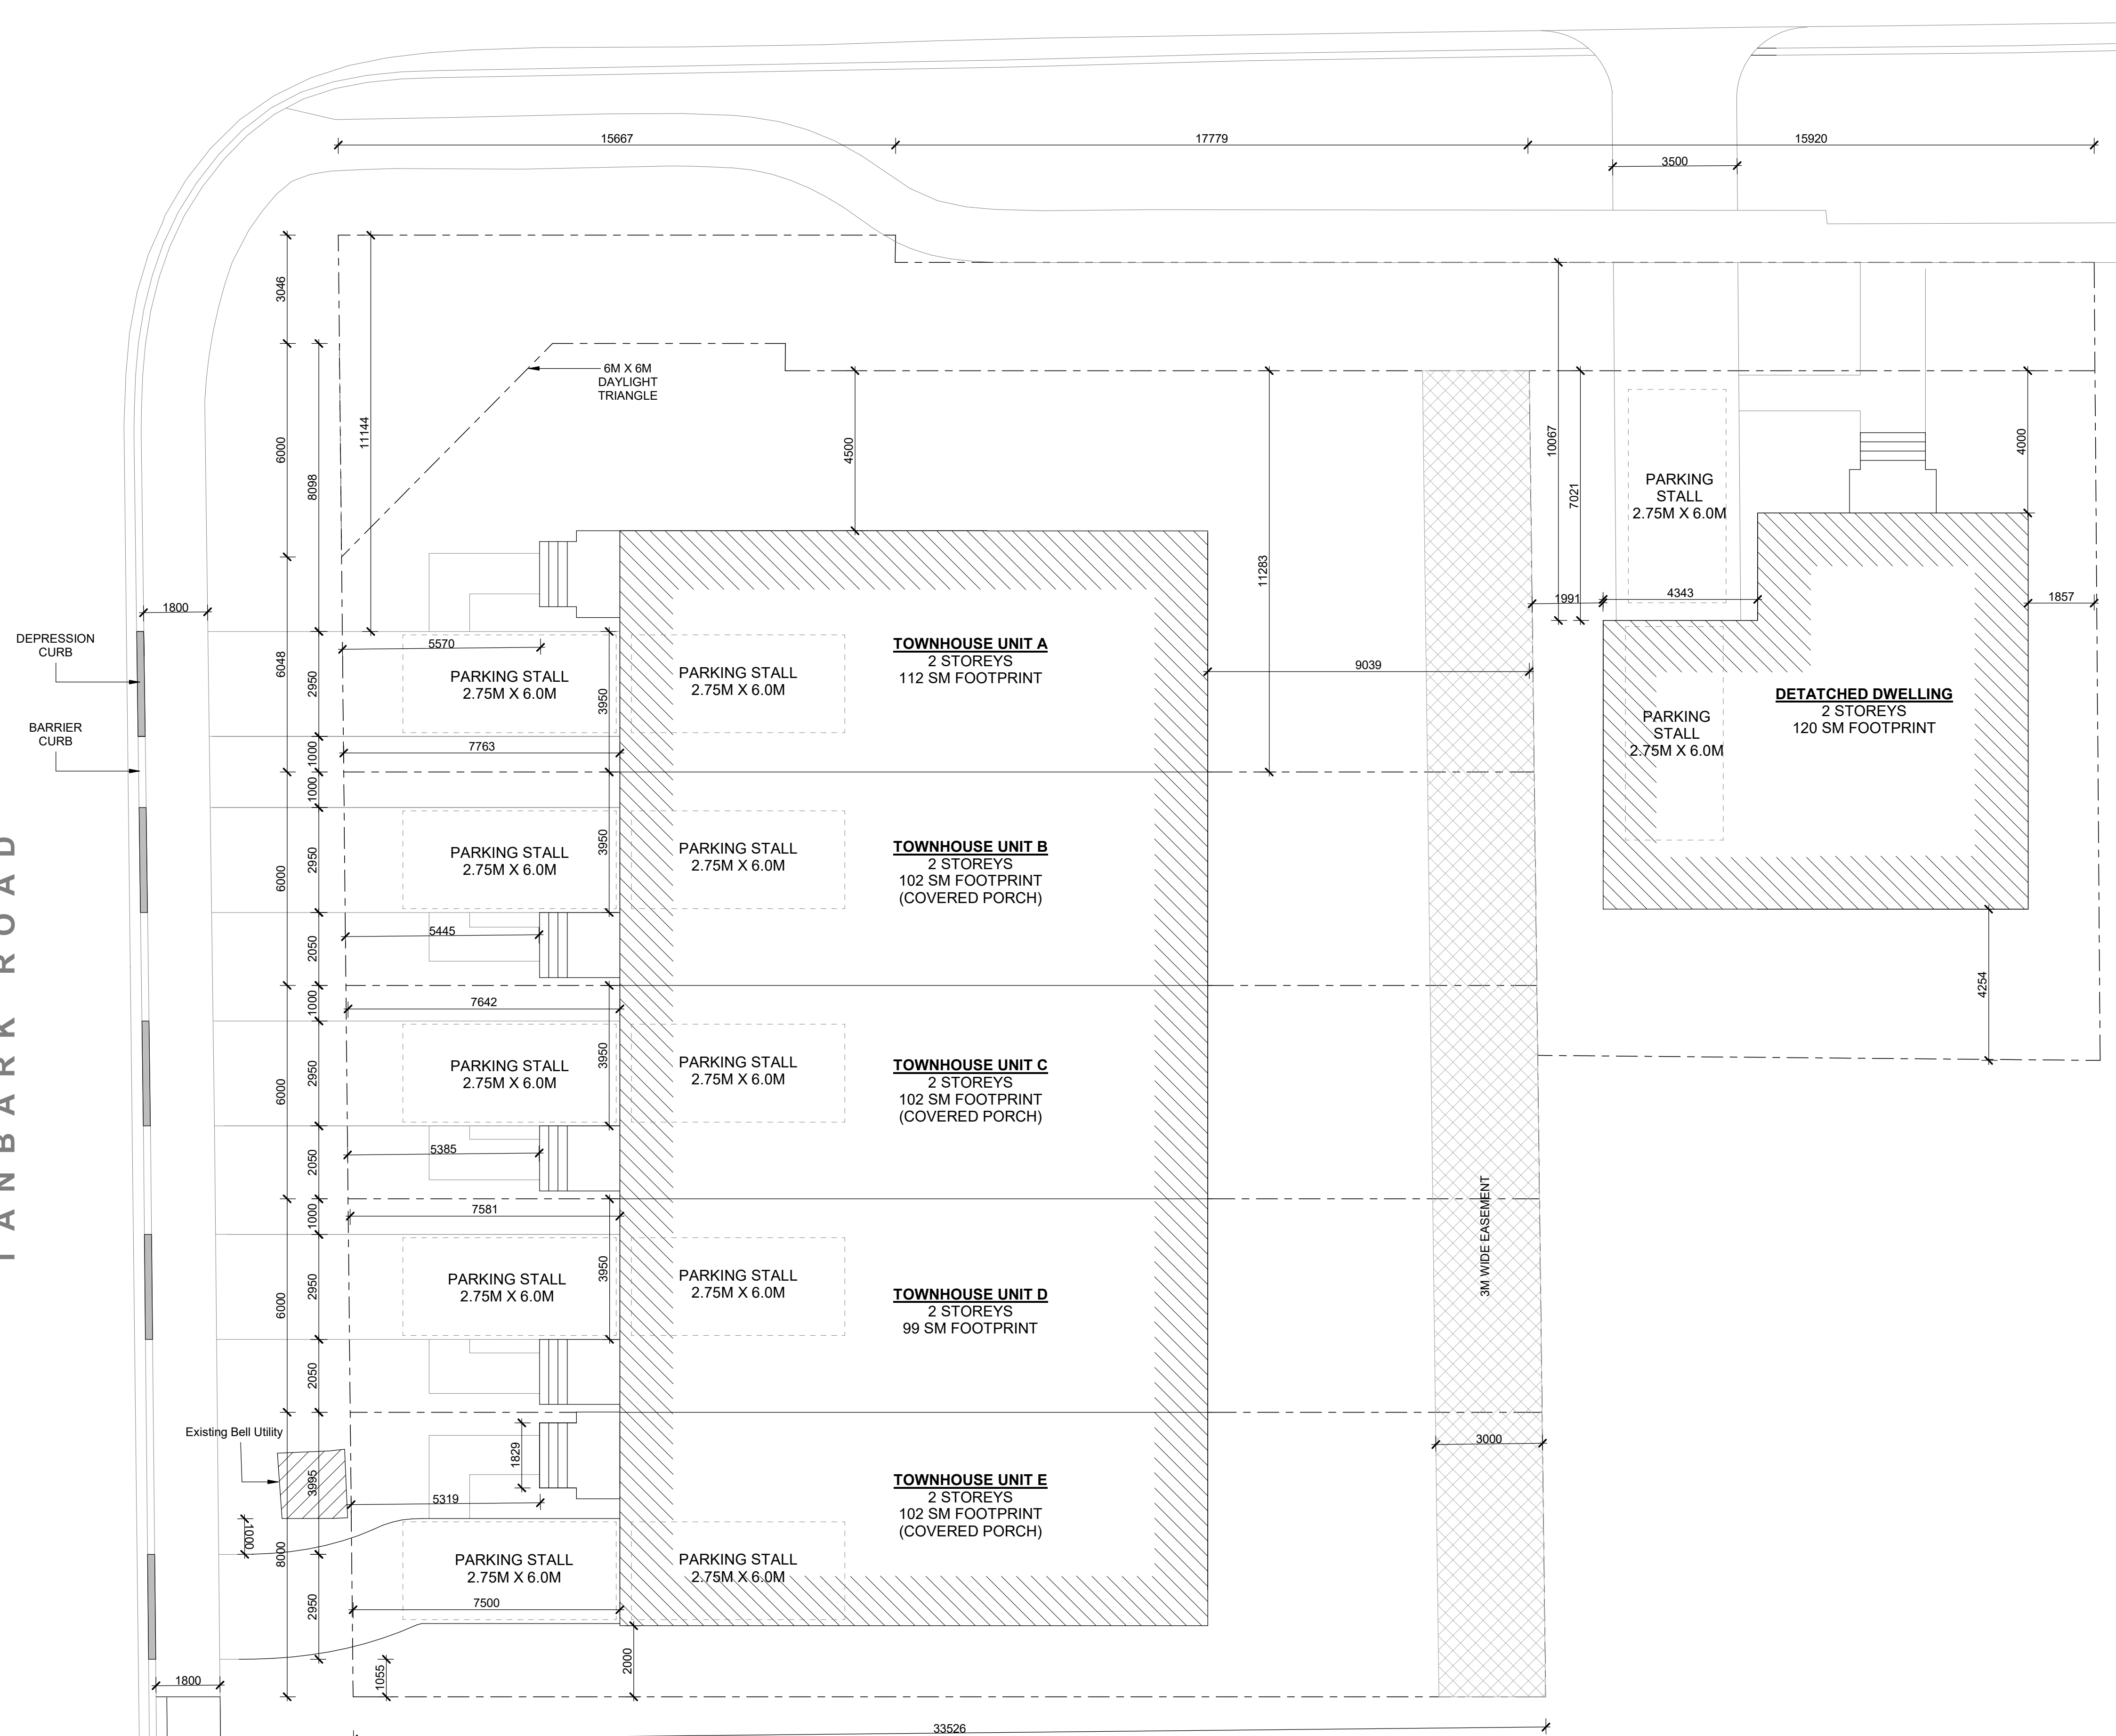 15667
17779
15920
3500
3046
6M X 6M
DAYLIGHT
TRIANGLE
6000
8098
11144
4500
11283
10067
7021
4000
PARKING
STALL
2.75M X 6.0M
1800
DEPRESSION
CURB
BARRIER
CURB
5570
6048
2950
PARKING STALL
2.75M X 6.0M
3950
PARKING STALL
2.75M X 6.0M
TOWNHOUSE UNIT A
2 STOREYS
112 SM FOOTPRINT
9039
1991
4343
1857
PARKING
STALL
2.75M X 6.0M
DETATCHED DWELLING
2 STOREYS
120 SM FOOTPRINT
7763
1000
1000
TANBARK ROAD
6000
2950
PARKING STALL
2.75M X 6.0M
3950
PARKING STALL
2.75M X 6.0M
TOWNHOUSE UNIT B
2 STOREYS
102 SM FOOTPRINT
(COVERED PORCH)
5445
2050
4254
7642
1000
6000
2950
PARKING STALL
2.75M X 6.0M
3950
PARKING STALL
2.75M X 6.0M
TOWNHOUSE UNIT C
2 STOREYS
102 SM FOOTPRINT
(COVERED PORCH)
5385
2050
7581
1000
3M WIDE EASEMENT
6000
2950
PARKING STALL
2.75M X 6.0M
3950
PARKING STALL
2.75M X 6.0M
TOWNHOUSE UNIT D
2 STOREYS
99 SM FOOTPRINT
2050
Existing Bell Utility
3995
1829
3000
5319
TOWNHOUSE UNIT E
2 STOREYS
102 SM FOOTPRINT
(COVERED PORCH)
1000
8000
PARKING STALL
2.75M X 6.0M
PARKING STALL
2.75M X 6.0M
2950
7500
2000
1055
1800
33526